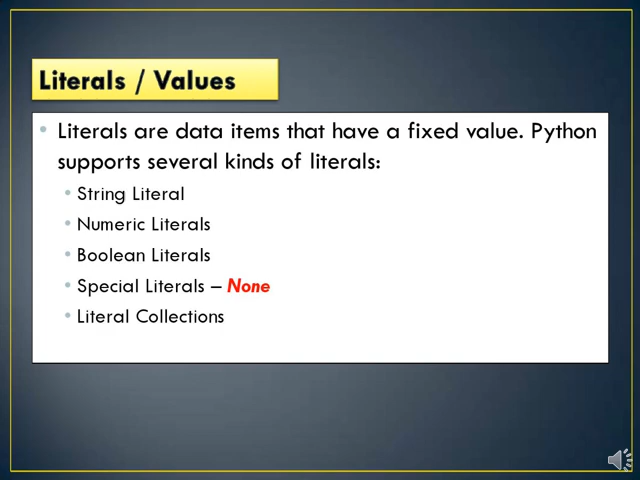 Literals / Values
• Literals are data items that have a fixed value. Python
supports several kinds of literals:
• String Literal
• Numeric Literals
• Boolean Literals
• Special Literals – None
• Literal Collections